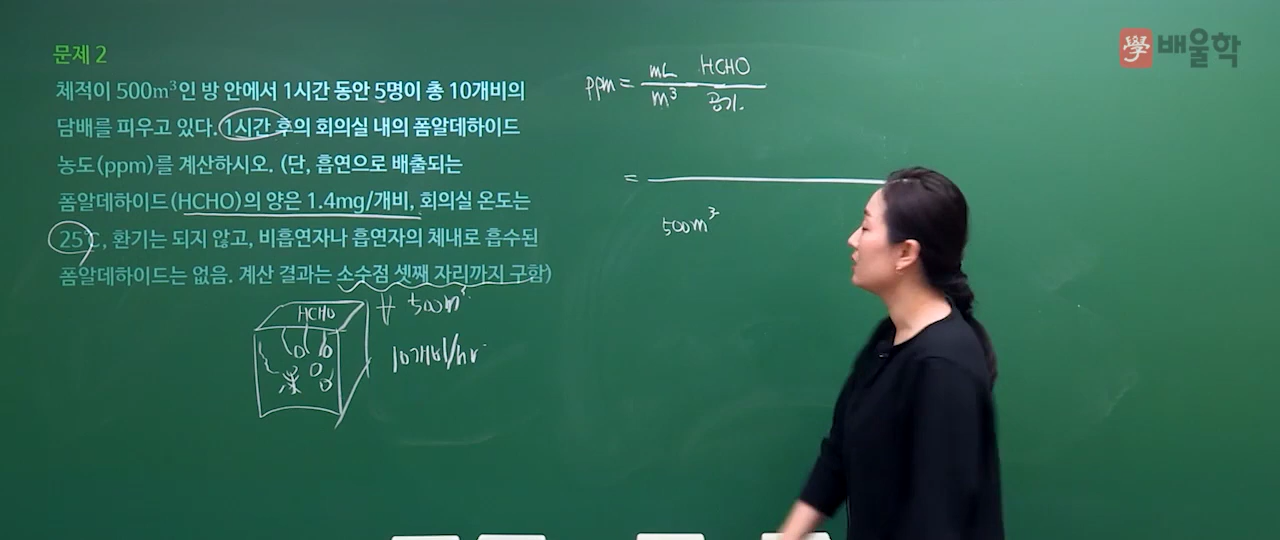 문제 2
체적이 500m³인 방 안에서 1시간 동안 5명이 총 10개비의
담배를 피우고 있다. 1시간 후의 회의실 내의 폼알데하이드
농도(ppm)를 계산하시오. (단, 흡연으로 배출되는
폼알데하이드(HCHO)의 양은 1.4mg/개비, 회의실 온도는
25℃, 환기는 되지 않고, 비흡연자나 흡연자의 체내로 흡수된
폼알데하이드는 없음. 계산 결과는 소수점 셋째 자리까지 구함)
HCHO
500m³
10개비/hr
ppm = mL HCHO
m³ 공기
=
500m³
學 배울학